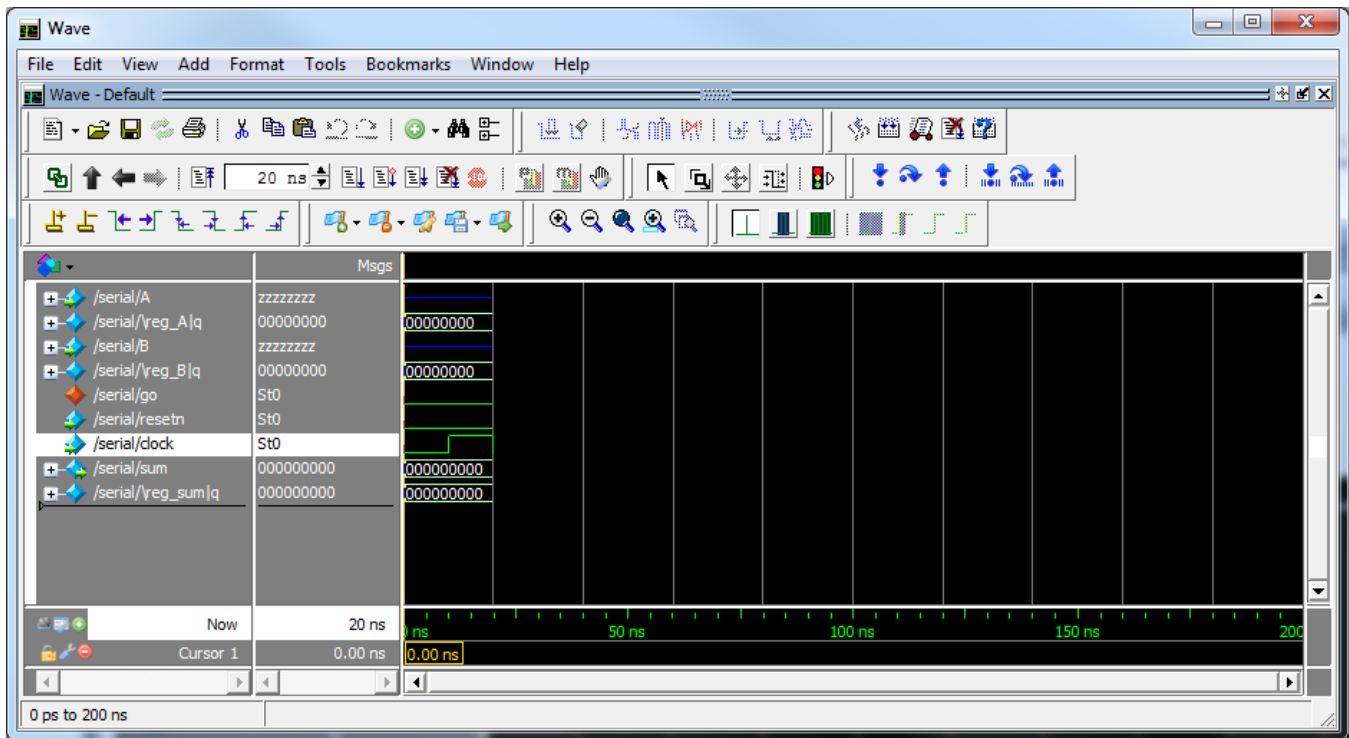 Wave
File Edit View Add Format Tools Bookmarks Window Help
Wave - Default
20 ns
Msgs
/serial/A zzzzzzzz
/serial/\reg_A|q 00000000 00000000
/serial/B zzzzzzzz
/serial/\reg_B|q 00000000 00000000
/serial/go St0
/serial/resetn St0
/serial/clock St0
/serial/sum 000000000 000000000
/serial/\reg_sum|q 000000000 000000000
Now 20 ns ns 50 ns 100 ns 150 ns 200
Cursor 1 0.00 ns 0.00 ns
0 ps to 200 ns